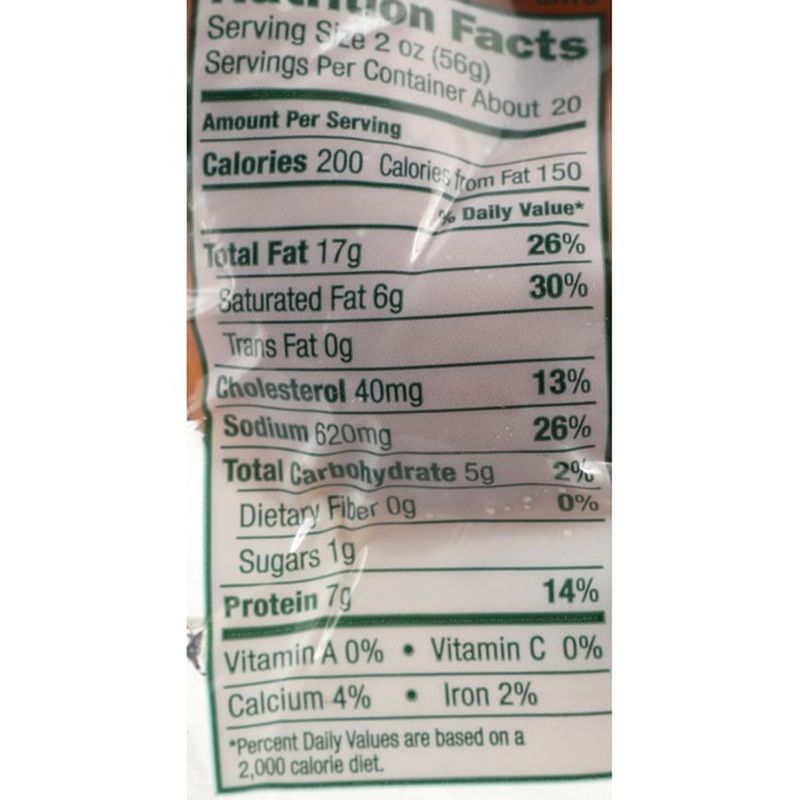 Nutrition Facts
Serving Size 2 oz (56g)
Servings Per Container About 20
Amount Per Serving
Calories 200 Calories from Fat 150
% Daily Value*
Total Fat 17g 26%
Saturated Fat 6g 30%
Trans Fat 0g
Cholesterol 40mg 13%
Sodium 620mg 26%
Total Carbohydrate 5g 2%
Dietary Fiber 0g 0%
Sugars 1g
Protein 7g 14%
Vitamin A 0% • Vitamin C 0%
Calcium 4% • Iron 2%
*Percent Daily Values are based on a
2,000 calorie diet.